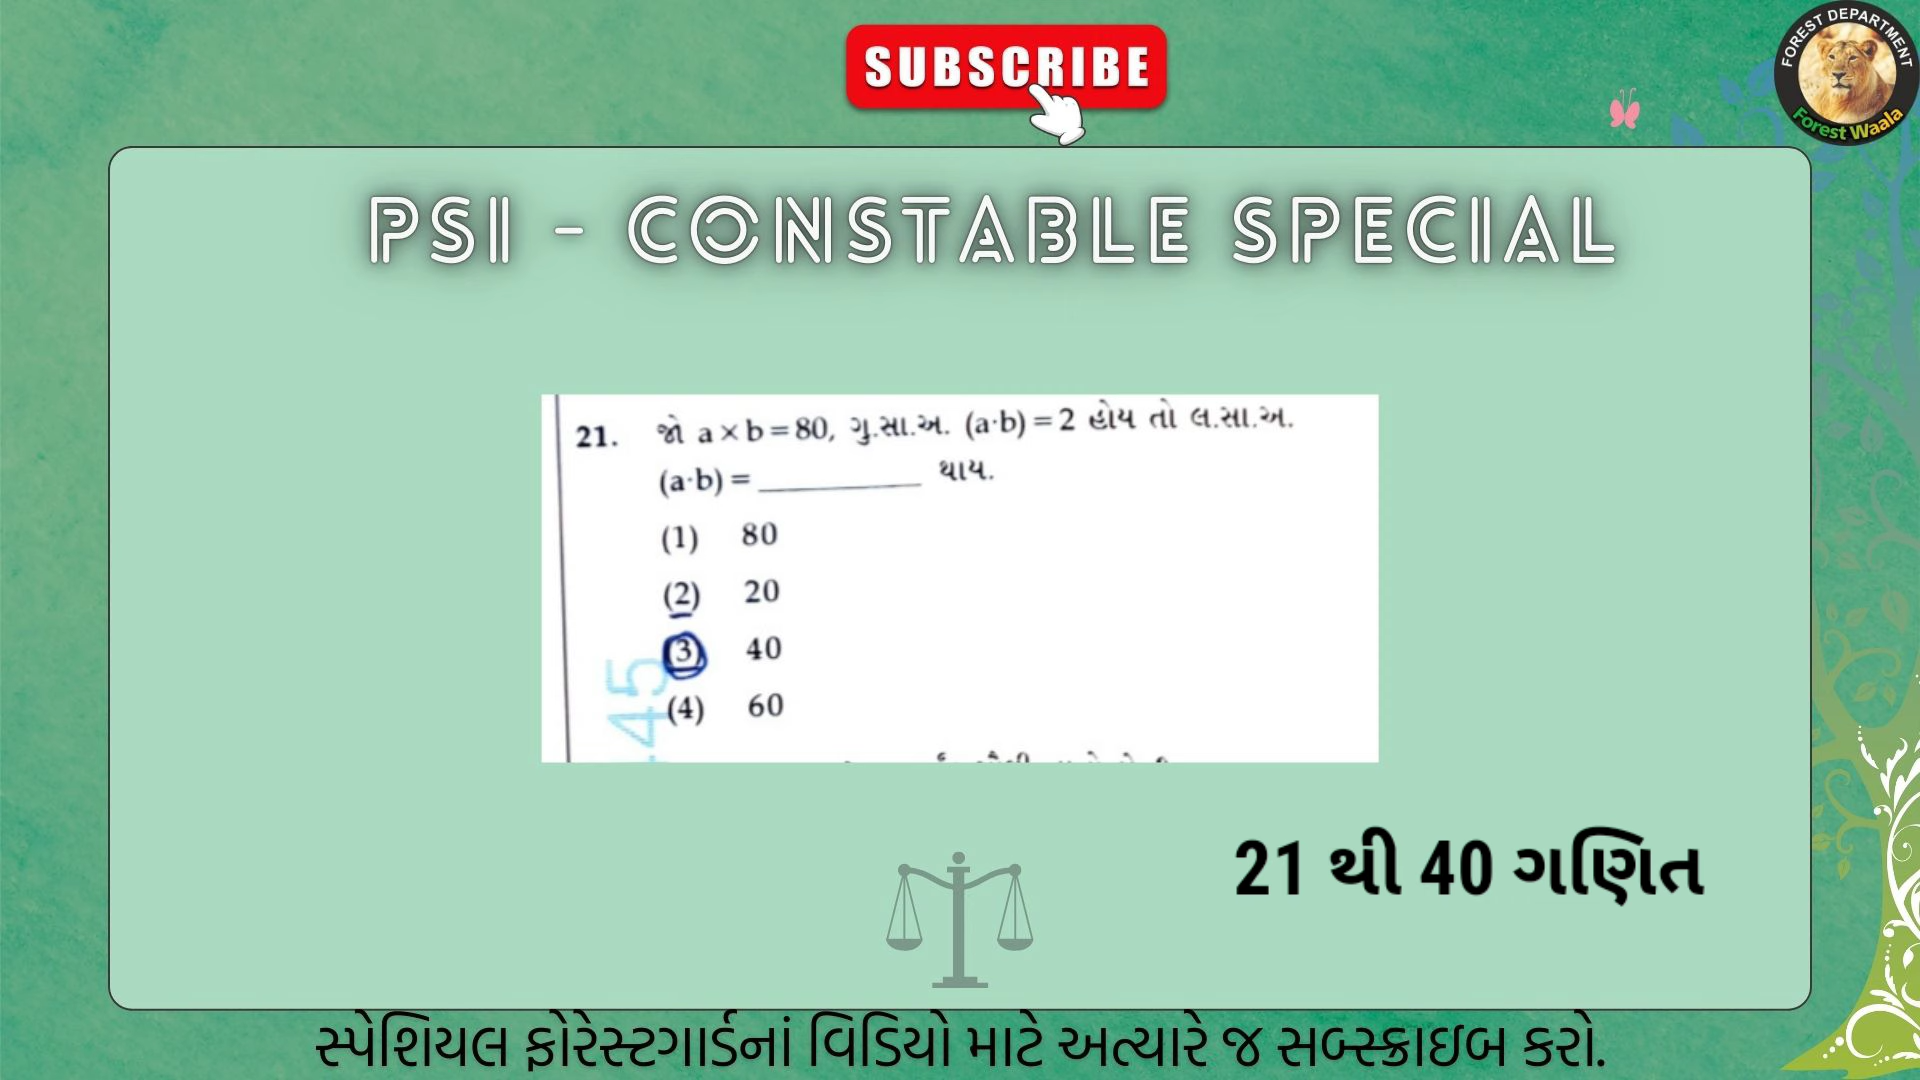 SUBSCRIBE
FOREST DEPARTMENT
Forest Waala
PSI - CONSTABLE SPECIAL
21. જો a × b = 80, ગુ.સા.અ. (a·b) = 2 હોય તો લ.સા.અ.
(a·b) = __________ થાય.
(1) 80
(2) 20
(3) 40
(4) 60
45
21 થી 40 ગણિત
સ્પેશિયલ ફોરેસ્ટગાર્ડનાં વિડિયો માટે અત્યારે જ સબ્સ્ક્રાઇબ કરો.